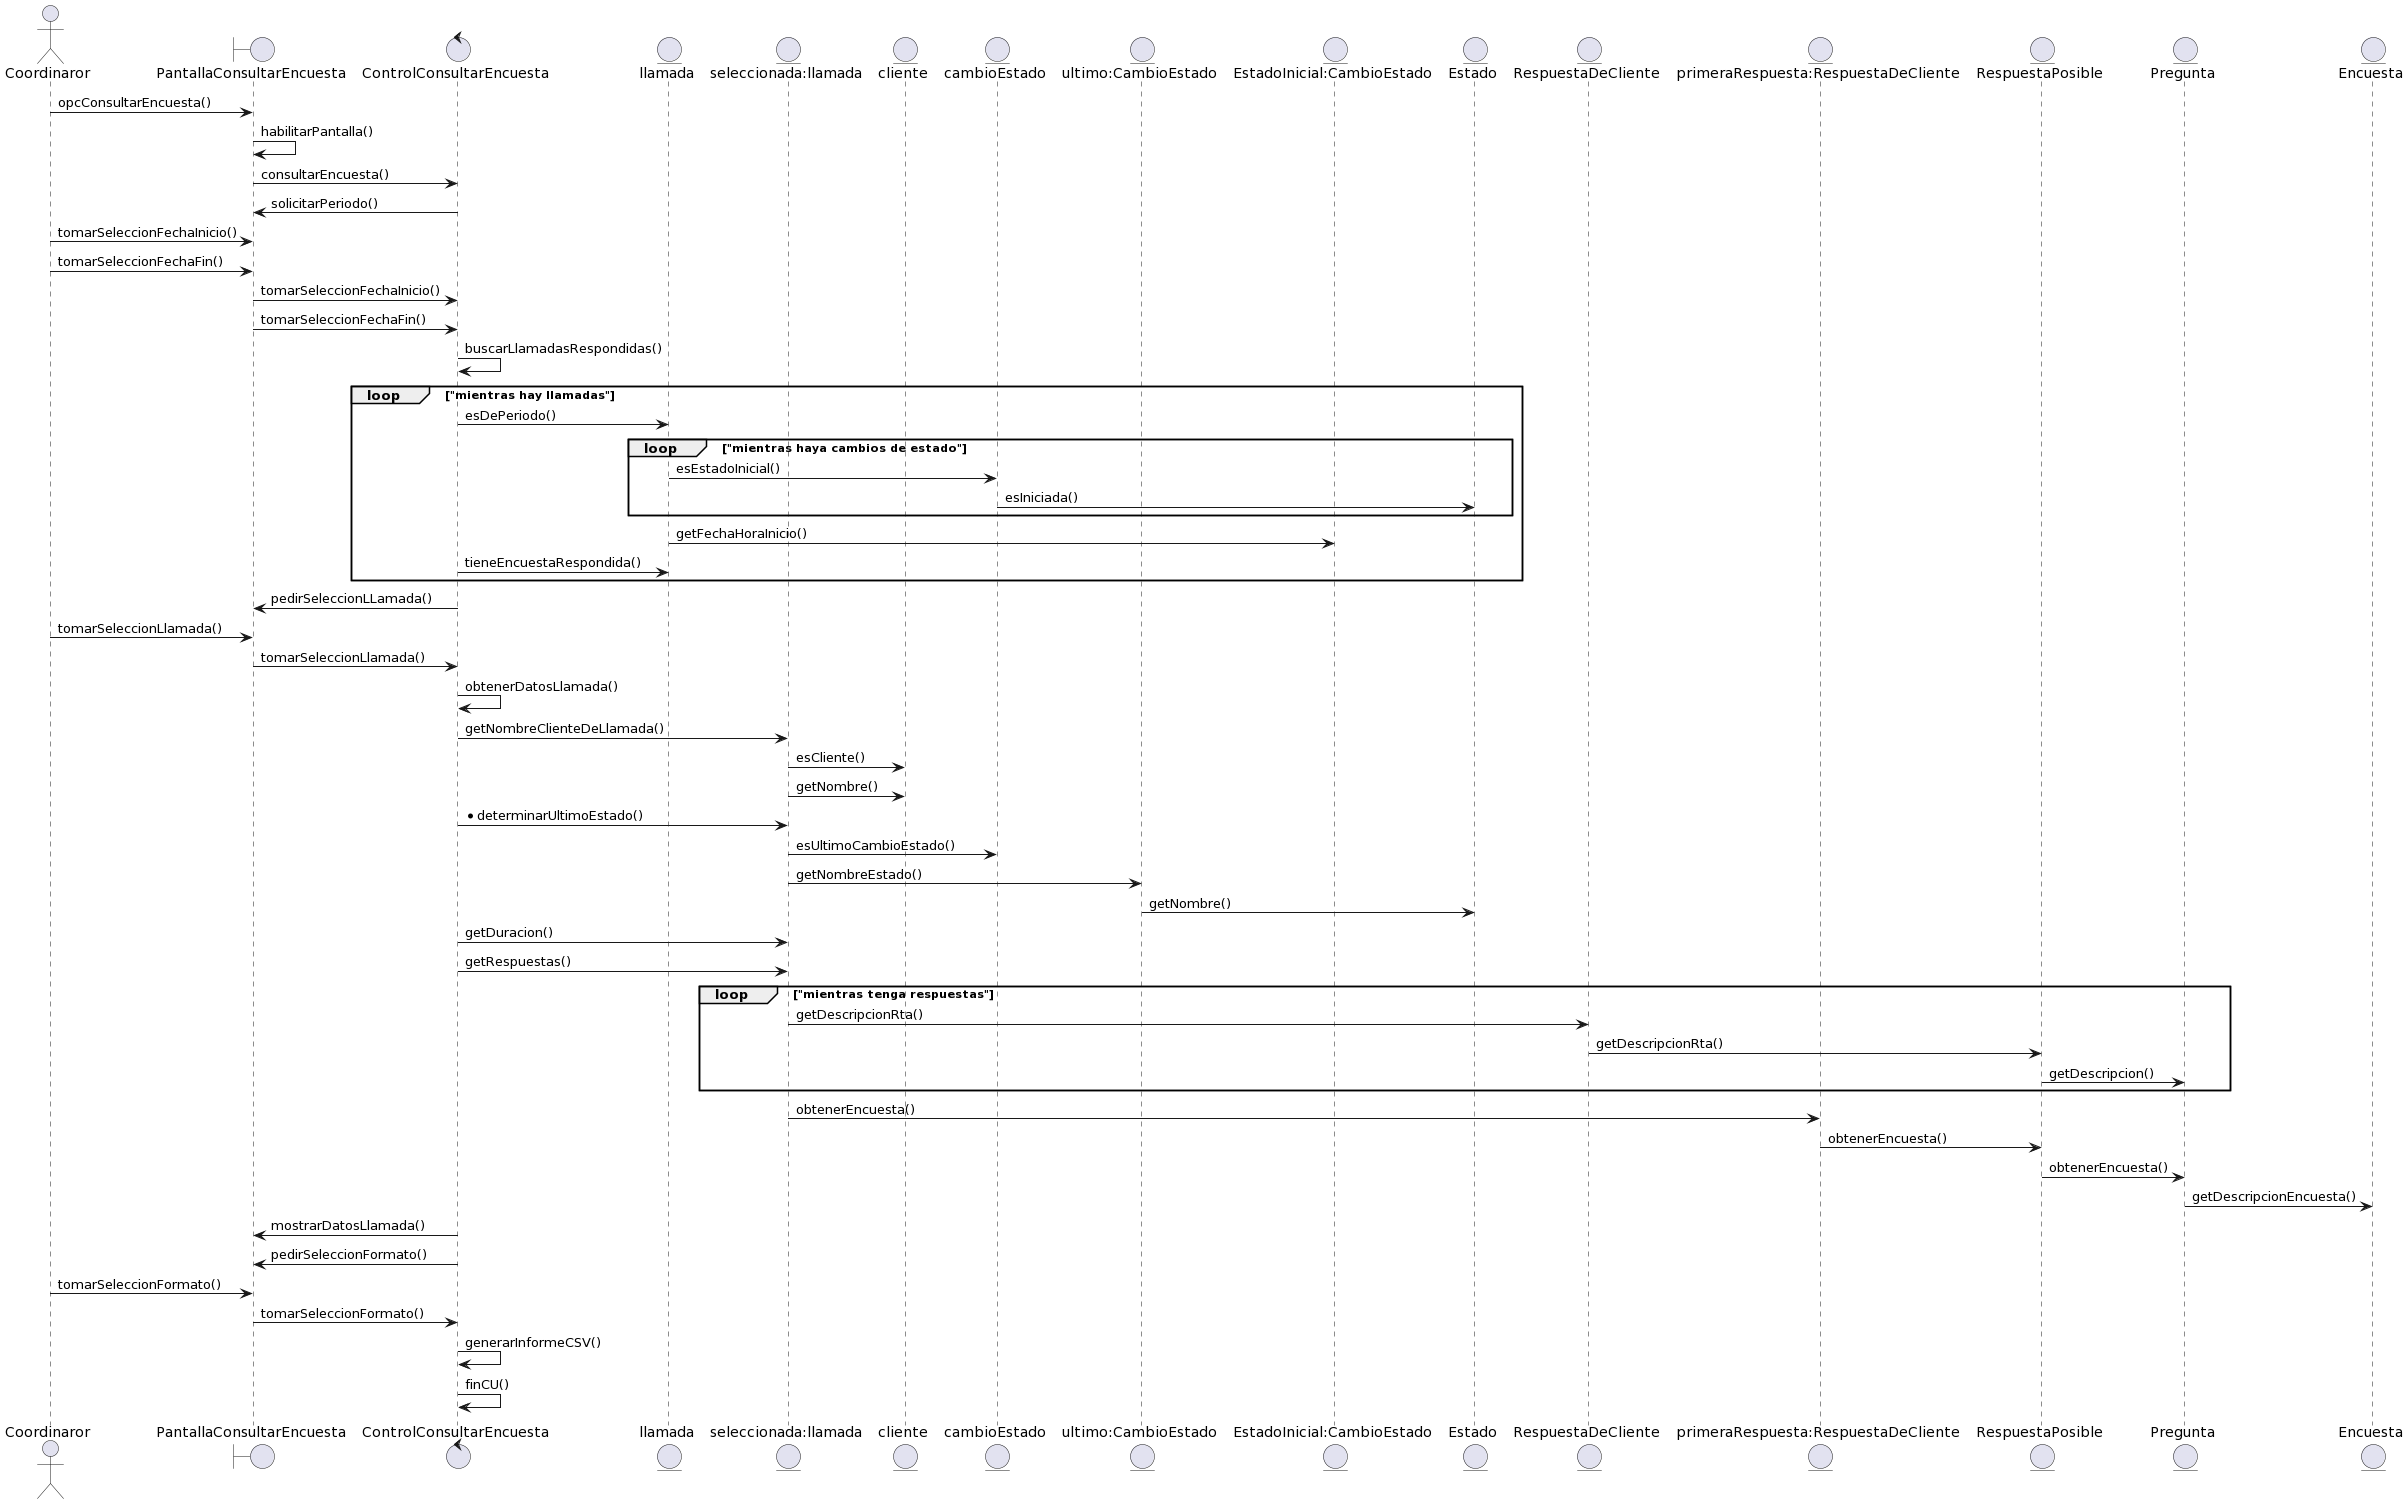 Coordinaror PantallaConsultarEncuesta ControlConsultarEncuesta llamada seleccionada:llamada cliente cambioEstado ultimo:CambioEstado EstadoInicial:CambioEstado Estado RespuestaDeCliente primeraRespuesta:RespuestaDeCliente RespuestaPosible Pregunta Encuesta
opcConsultarEncuesta()
habilitarPantalla()
consultarEncuesta()
solicitarPeriodo()
tomarSeleccionFechaInicio()
tomarSeleccionFechaFin()
tomarSeleccionFechaInicio()
tomarSeleccionFechaFin()
buscarLlamadasRespondidas()
loop ["mientras hay llamadas"]
esDePeriodo()
loop ["mientras haya cambios de estado"]
esEstadoInicial()
esIniciada()
getFechaHoraInicio()
tieneEncuestaRespondida()
pedirSeleccionLLamada()
tomarSeleccionLlamada()
tomarSeleccionLlamada()
obtenerDatosLlamada()
getNombreClienteDeLlamada()
esCliente()
getNombre()
• determinarUltimoEstado()
esUltimoCambioEstado()
getNombreEstado()
getNombre()
getDuracion()
getRespuestas()
loop ["mientras tenga respuestas"]
getDescripcionRta()
getDescripcionRta()
getDescripcion()
obtenerEncuesta()
obtenerEncuesta()
obtenerEncuesta()
getDescripcionEncuesta()
mostrarDatosLlamada()
pedirSeleccionFormato()
tomarSeleccionFormato()
tomarSeleccionFormato()
generarInformeCSV()
finCU()
Coordinaror PantallaConsultarEncuesta ControlConsultarEncuesta llamada seleccionada:llamada cliente cambioEstado ultimo:CambioEstado EstadoInicial:CambioEstado Estado RespuestaDeCliente primeraRespuesta:RespuestaDeCliente RespuestaPosible Pregunta Encuesta